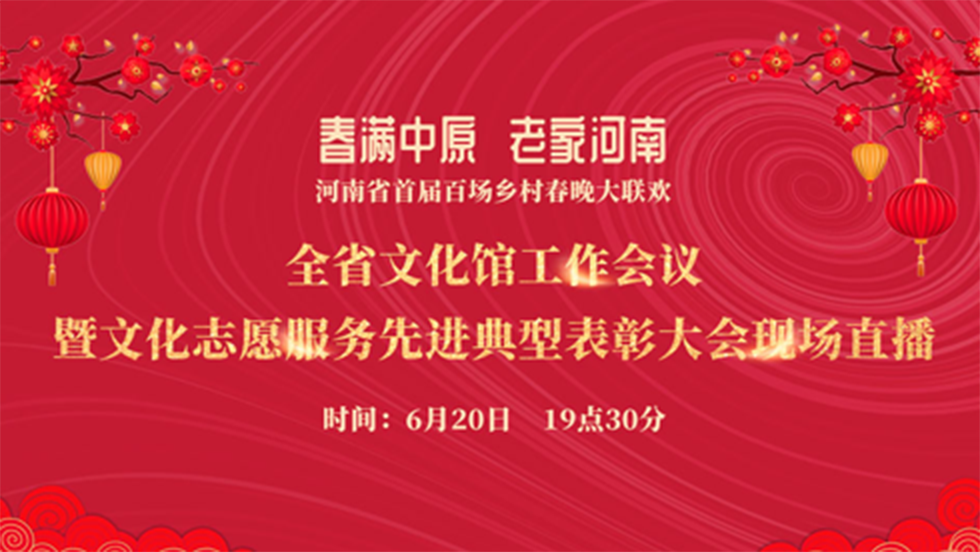 春满中原 老家河南
河南省首届百场乡村春晚大联欢
全省文化馆工作会议
暨文化志愿服务先进典型表彰大会现场直播
时间：6月20日 19点30分